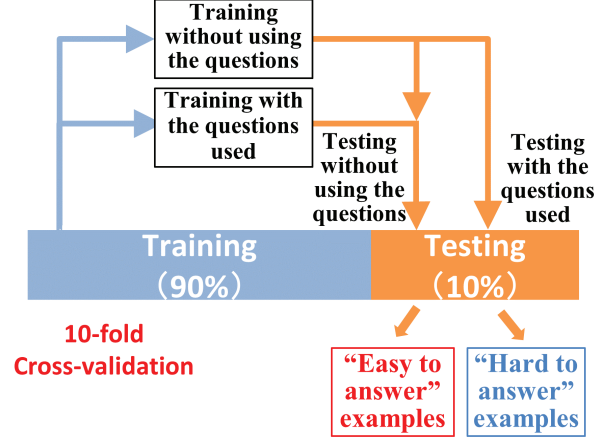 Training
without using
the questions
Training with
the questions
used
Testing
without
using the
questions
Testing
with the
questions
used
Training
(90%)
Testing
(10%)
10-fold
Cross-validation
“Easy to
answer”
examples
“Hard to
answer”
examples